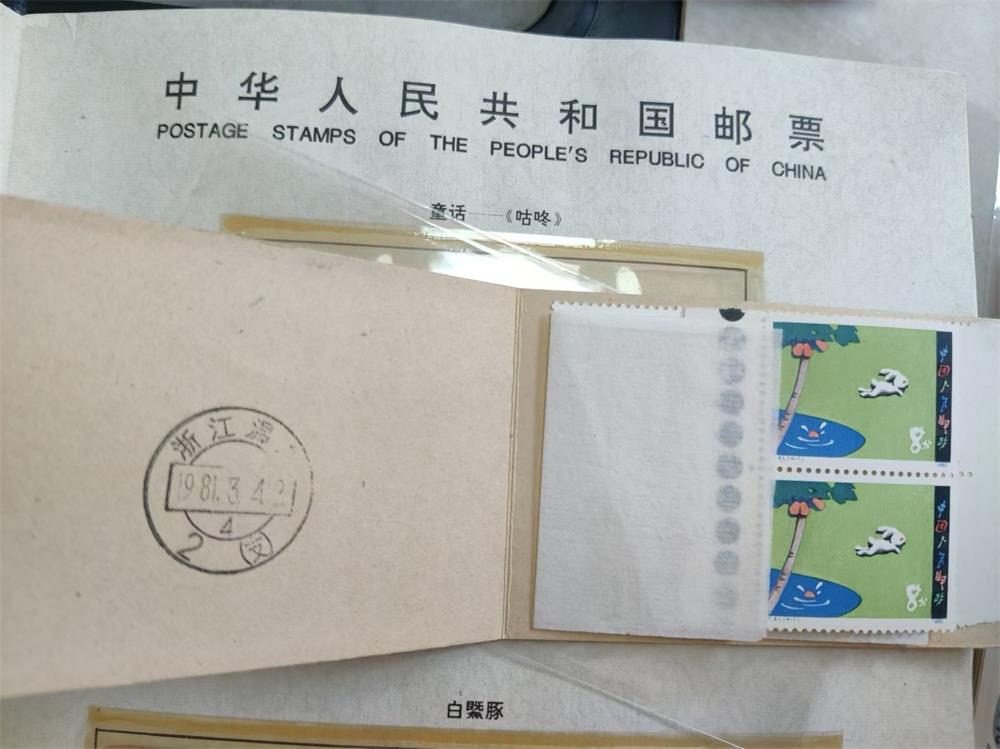 中华人民共和国邮票
POSTAGE STAMPS OF THE PEOPLE'S REPUBLIC OF CHINA
童话——《咕咚》
浙江
1981.3.4.21
4
2
受
中国人民邮政
8分
中国人民邮政
8分
白鱀豚